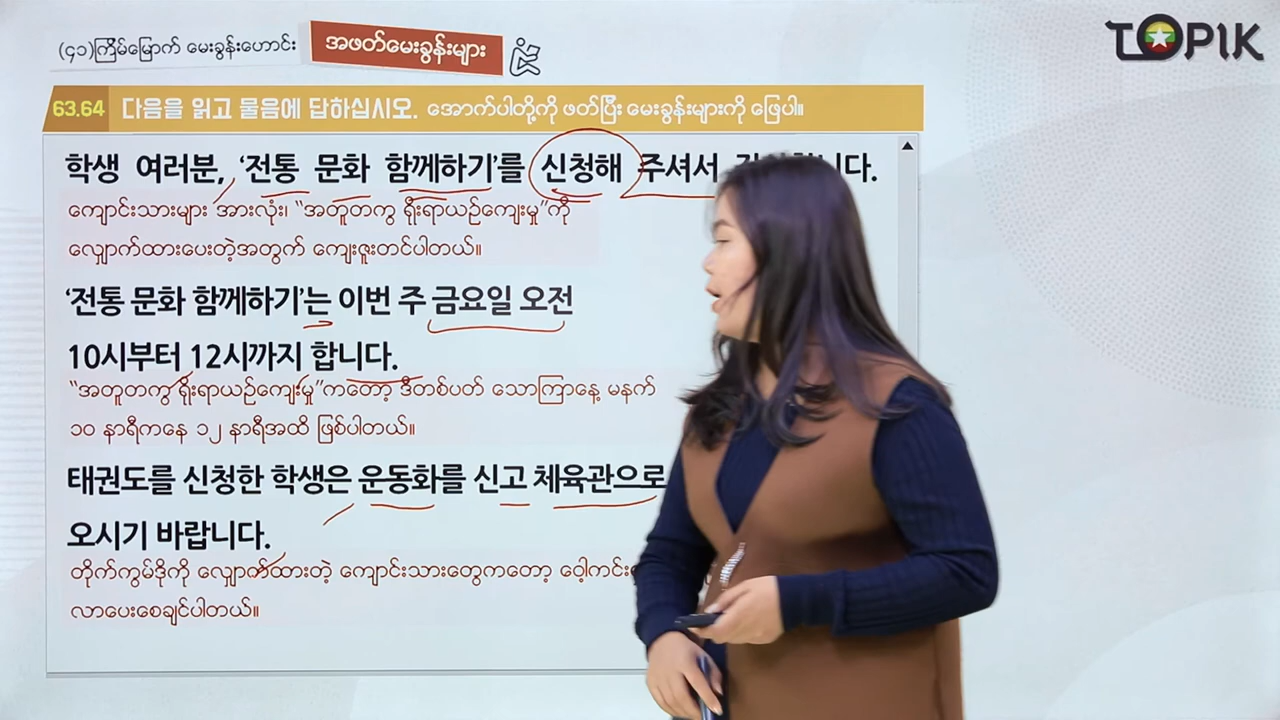 (၄၁)ကြိမ်မြောက် မေးခွန်းဟောင်း
အဖတ်မေးခွန်းများ
TOPIK
63.64 다음을 읽고 물음에 답하십시오. အောက်ပါတို့ကို ဖတ်ပြီး မေးခွန်းများကို ဖြေပါ။
학생 여러분, ‘전통 문화 함께하기’를 신청해 주셔서
ကျောင်းသားများ အားလုံး၊ “အတူတကွ ရိုးရာယဉ်ကျေးမှု”ကို
လျှောက်ထားပေးတဲ့အတွက် ကျေးဇူးတင်ပါတယ်။
‘전통 문화 함께하기’는 이번 주 금요일 오전
10시부터 12시까지 합니다.
“အတူတကွ ရိုးရာယဉ်ကျေးမှု”ကတော့ ဒီတစ်ပတ် သောကြာနေ့ မနက်
၁၀ နာရီကနေ ၁၂ နာရီအထိ ဖြစ်ပါတယ်။
태권도를 신청한 학생은 운동화를 신고 체육관으로
오시기 바랍니다.
တိုက်ကွမ်ဒိုကို လျှောက်ထားတဲ့ ကျောင်းသားတွေကတော့
လာပေးစေချင်ပါတယ်။